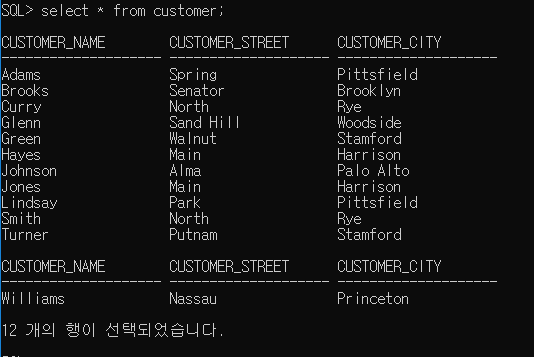 SQL> select * from customer;
CUSTOMER_NAME CUSTOMER_STREET CUSTOMER_CITY
-------------------- -------------------- --------------------
Adams Spring Pittsfield
Brooks Senator Brooklyn
Curry North Rye
Glenn Sand Hill Woodside
Green Walnut Stamford
Hayes Main Harrison
Johnson Alma Palo Alto
Jones Main Harrison
Lindsay Park Pittsfield
Smith North Rye
Turner Putnam Stamford
CUSTOMER_NAME CUSTOMER_STREET CUSTOMER_CITY
-------------------- -------------------- --------------------
Williams Nassau Princeton
12 개의 행이 선택되었습니다.